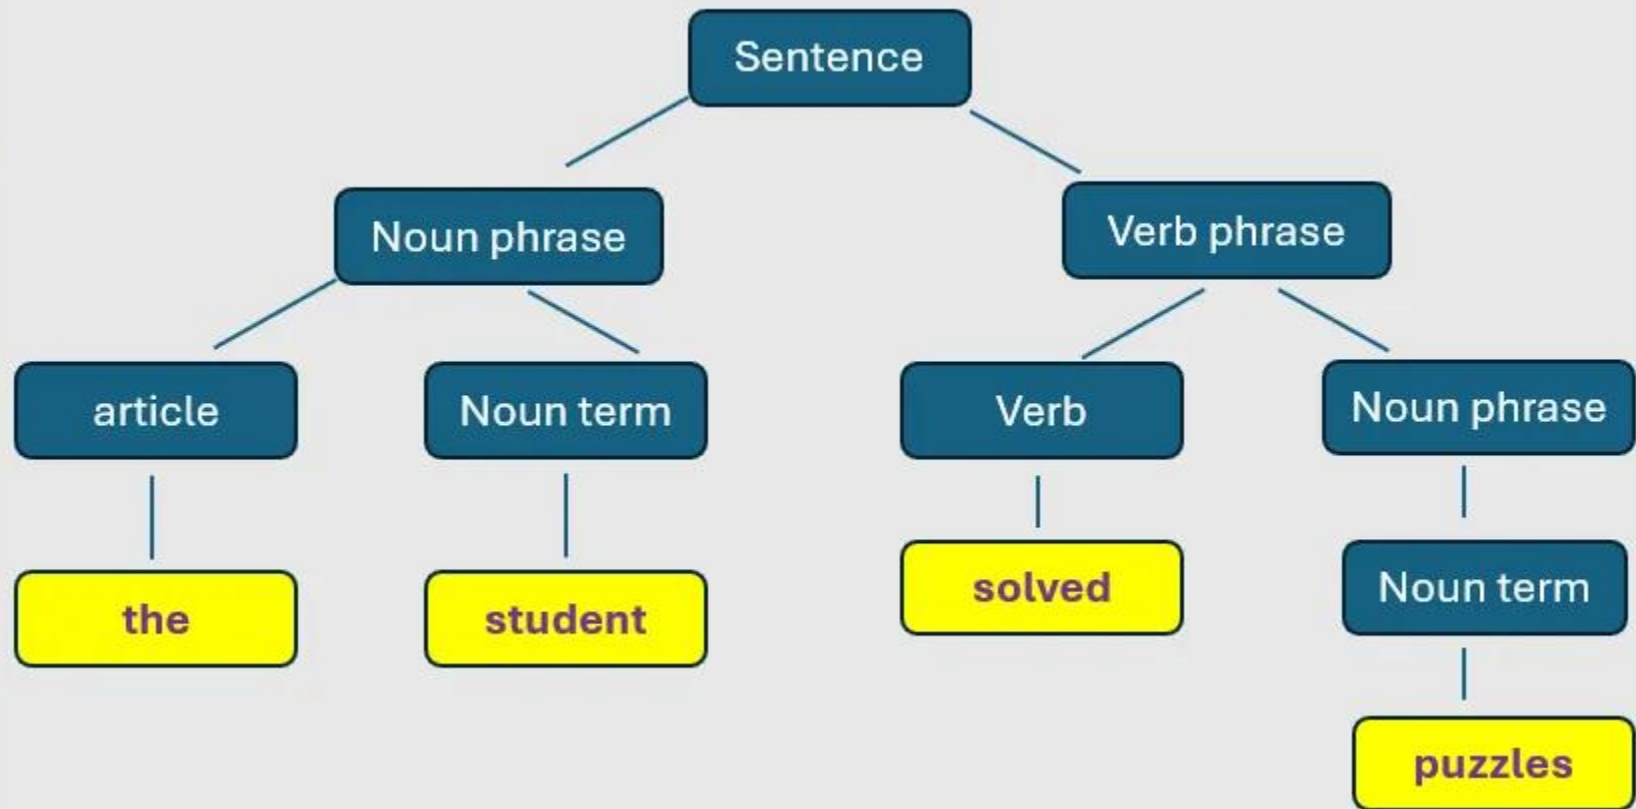 Sentence
Noun phrase
Verb phrase
article
Noun term
Verb
Noun phrase
the
student
solved
Noun term
puzzles